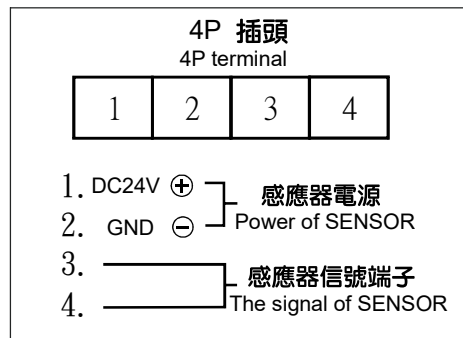 4P 插頭
4P terminal
1 2 3 4
1. DC24V ⊕ 感應器電源
2. GND ⊖ Power of SENSOR
3. 感應器信號端子
4. The signal of SENSOR